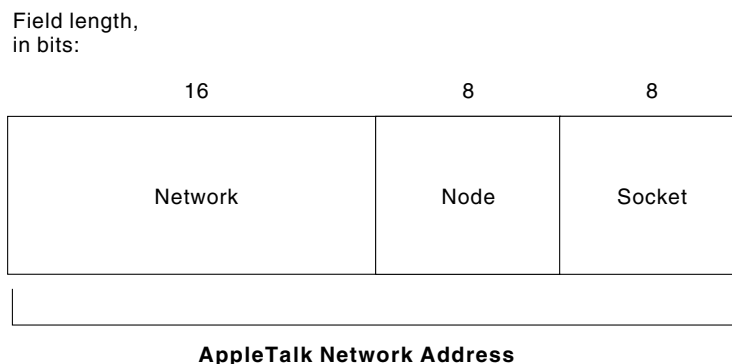 Field length,
in bits:
16 8 8
Network Node Socket
AppleTalk Network Address